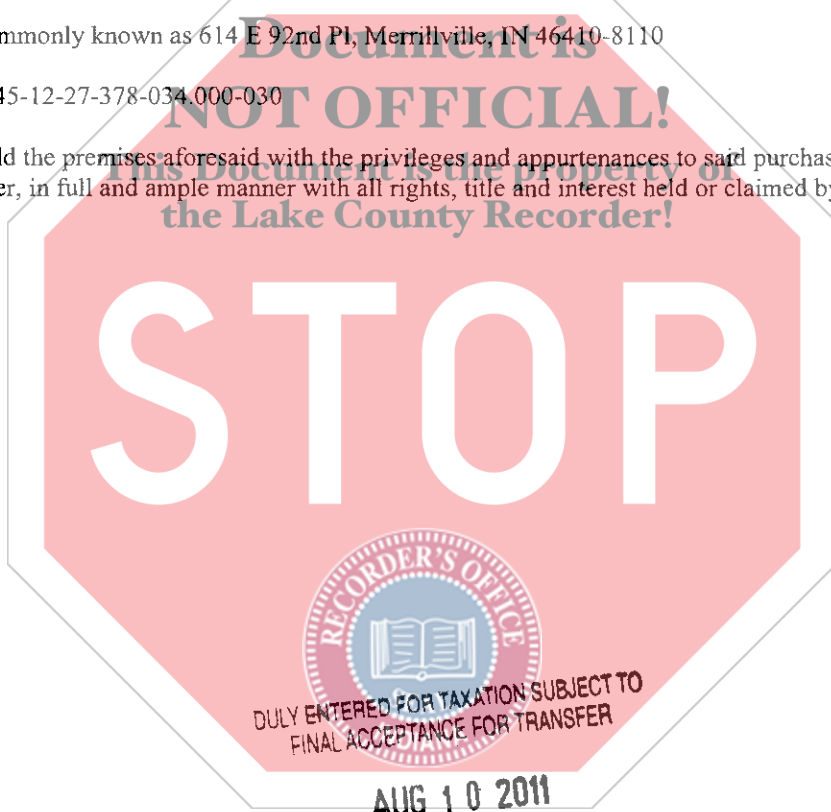 mmonly known as 614 E 92nd Pl, Merrillville, IN 46410-8110
Document is
45-12-27-378-034.000-030
NOT OFFICIAL!
ld the premises aforesaid with the privileges and appurtenances to said purchas
This Document is the property of
er, in full and ample manner with all rights, title and interest held or claimed by
the Lake County Recorder!
STOP
RECORDER'S OFFICE
DULY ENTERED FOR TAXATION SUBJECT TO
FINAL ACCEPTANCE FOR TRANSFER
AUG 10 2011